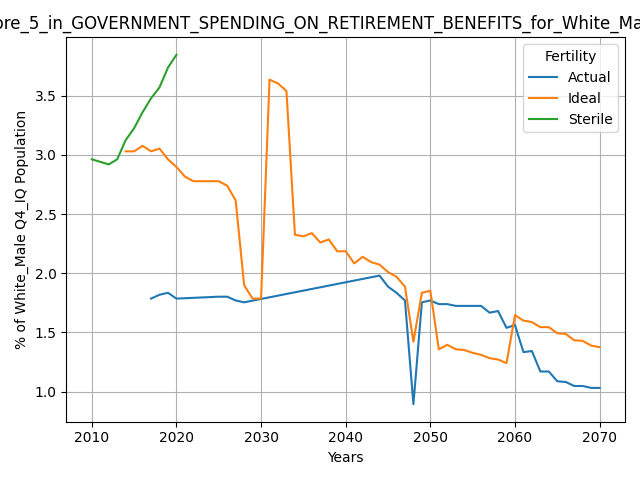 ore_5_in_GOVERNMENT_SPENDING_ON_RETIREMENT_BENEFITS_for_White_Ma
Fertility
Actual
Ideal
Sterile
% of White_Male Q4_IQ Population
3.5
3.0
2.5
2.0
1.5
1.0
2010
2020
2030
2040
2050
2060
2070
Years